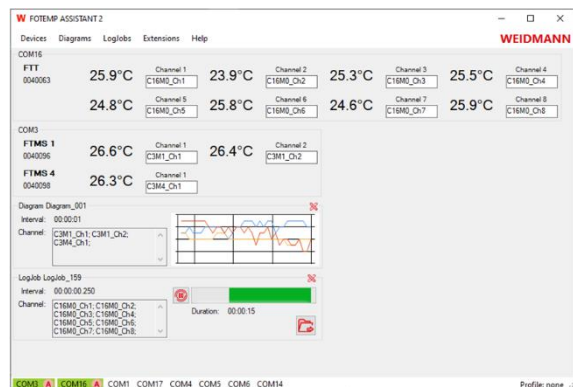 W FOTEMP ASSISTANT 2
Devices Diagrams LogJobs Extensions Help
WEIDMANN
COM16
FTT
0040063
25.9°C Channel 1 C16M0_Ch1
23.9°C Channel 2 C16M0_Ch2
25.3°C Channel 3 C16M0_Ch3
25.5°C Channel 4 C16M0_Ch4
24.8°C Channel 5 C16M0_Ch5
25.8°C Channel 6 C16M0_Ch6
24.6°C Channel 7 C16M0_Ch7
25.9°C Channel 8 C16M0_Ch8
COM3
FTMS 1
0040096
26.6°C Channel 1 C3M1_Ch1
26.4°C Channel 2 C3M1_Ch2
FTMS 4
0040098
26.3°C Channel 1 C3M4_Ch1
Diagram Diagram_001
Interval: 00:00:01
Channel: C3M1_Ch1; C3M1_Ch2;
C3M4_Ch1;
LogJob LogJob_159
Interval: 00:00:00.250
Channel: C16M0_Ch1; C16M0_Ch2;
C16M0_Ch3; C16M0_Ch4;
C16M0_Ch5; C16M0_Ch6;
C16M0_Ch7; C16M0_Ch8;
Duration: 00:00:15
COM3 A COM16 A COM1 COM17 COM4 COM5 COM6 COM14
Profile: none